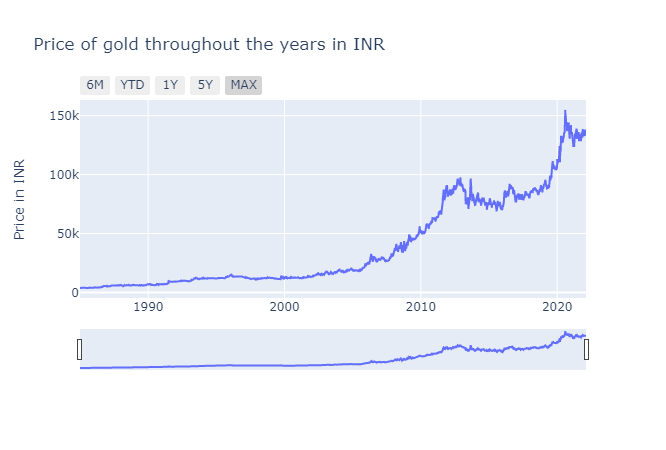 Price of gold throughout the years in INR
6M YTD 1Y 5Y MAX
150k
100k
50k
0
Price in INR
1990 2000 2010 2020